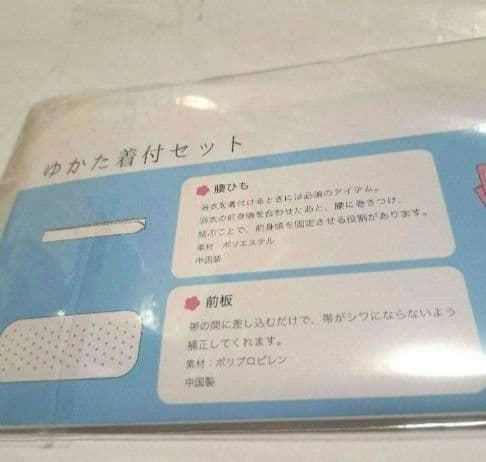 ゆかた着付セット
腰ひも
浴衣を着付けるときには必須のアイテム。
浴衣の前身頃を合わせたあと、腰に巻きつけ、
結ぶことで、前身頃を固定させる役割があります。
素材：ポリエステル
中国製
前板
帯の間に差し込むだけで、帯がシワにならないよう
補正してくれます。
素材：ポリプロピレン
中国製